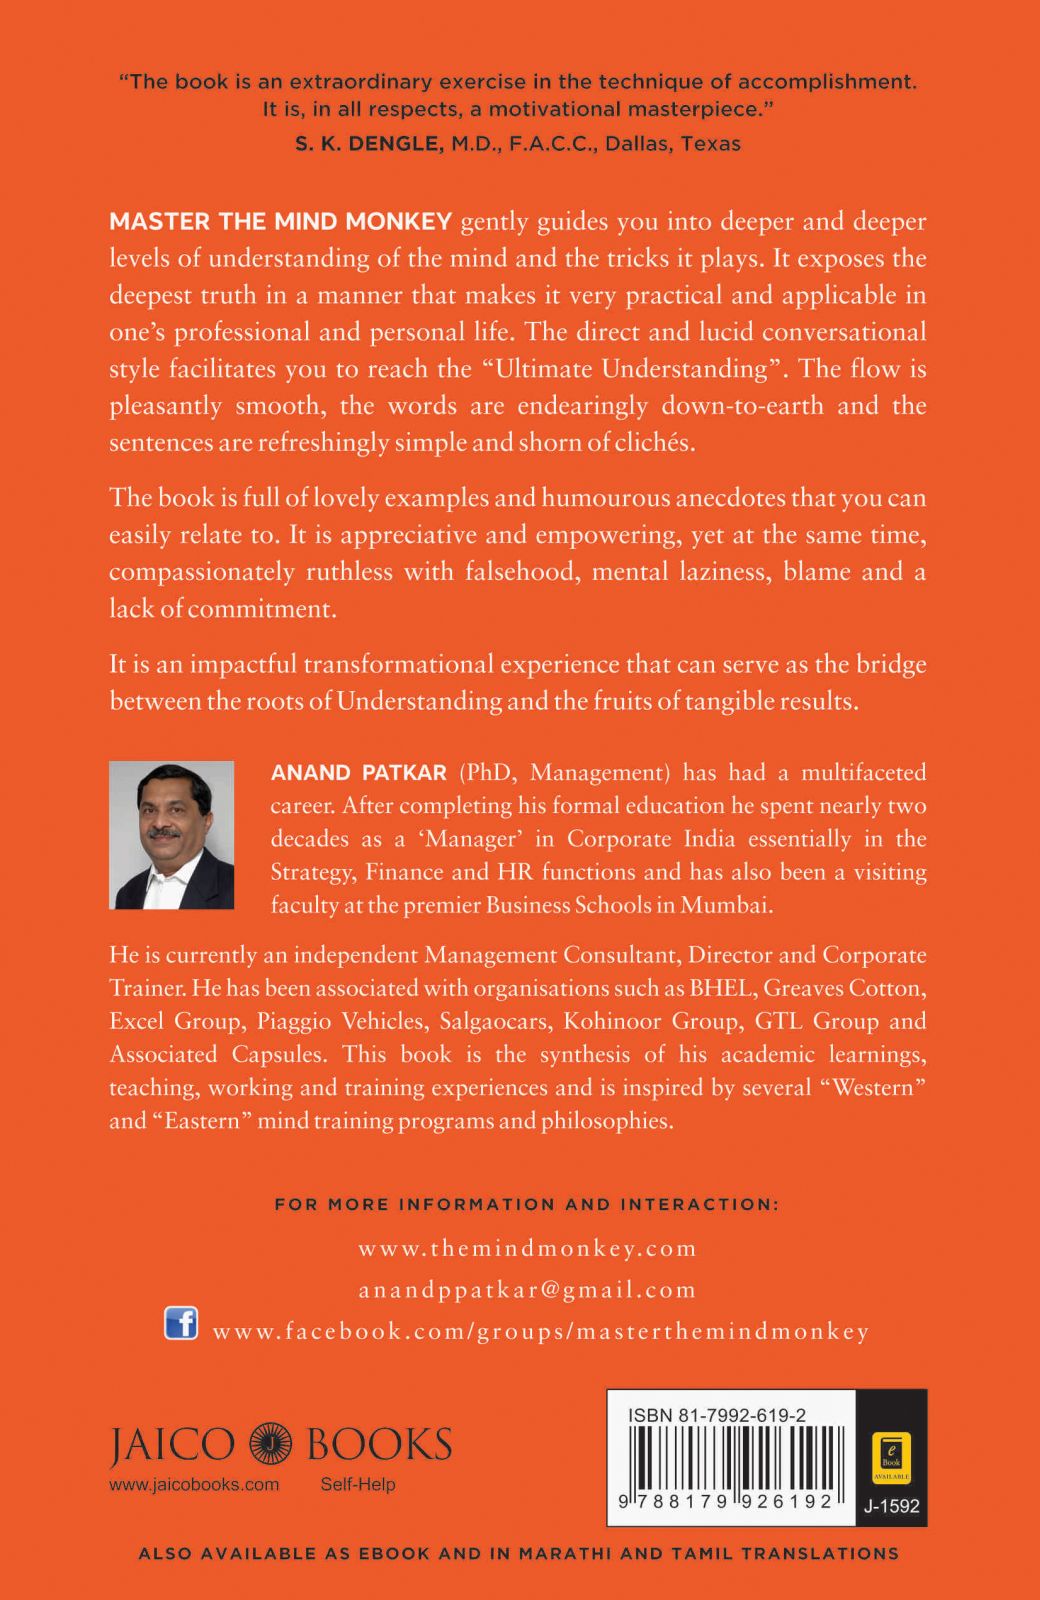 “The book is an extraordinary exercise in the technique of accomplishment.
It is, in all respects, a motivational masterpiece.”
S. K. DENGLE, M.D., F.A.C.C., Dallas, Texas
MASTER THE MIND MONKEY gently guides you into deeper and deeper
levels of understanding of the mind and the tricks it plays. It exposes the
deepest truth in a manner that makes it very practical and applicable in
one’s professional and personal life. The direct and lucid conversational
style facilitates you to reach the “Ultimate Understanding”. The flow is
pleasantly smooth, the words are endearingly down-to-earth and the
sentences are refreshingly simple and shorn of clichés.
The book is full of lovely examples and humourous anecdotes that you can
easily relate to. It is appreciative and empowering, yet at the same time,
compassionately ruthless with falsehood, mental laziness, blame and a
lack of commitment.
It is an impactful transformational experience that can serve as the bridge
between the roots of Understanding and the fruits of tangible results.
ANAND PATKAR (PhD, Management) has had a multifaceted
career. After completing his formal education he spent nearly two
decades as a ‘Manager’ in Corporate India essentially in the
Strategy, Finance and HR functions and has also been a visiting
faculty at the premier Business Schools in Mumbai.
He is currently an independent Management Consultant, Director and Corporate
Trainer. He has been associated with organisations such as BHEL, Greaves Cotton,
Excel Group, Piaggio Vehicles, Salgaocars, Kohinoor Group, GTL Group and
Associated Capsules. This book is the synthesis of his academic learnings,
teaching, working and training experiences and is inspired by several “Western”
and “Eastern” mind training programs and philosophies.
FOR MORE INFORMATION AND INTERACTION:
www.themindmonkey.com
anandppatkar@gmail.com
f www.facebook.com/groups/masterthemindmonkey
JAICO J BOOKS
www.jaicobooks.com Self-Help
ISBN 81-7992-619-2
9 788179 926192
e
Book
AVAILABLE
J-1592
ALSO AVAILABLE AS EBOOK AND IN MARATHI AND TAMIL TRANSLATIONS